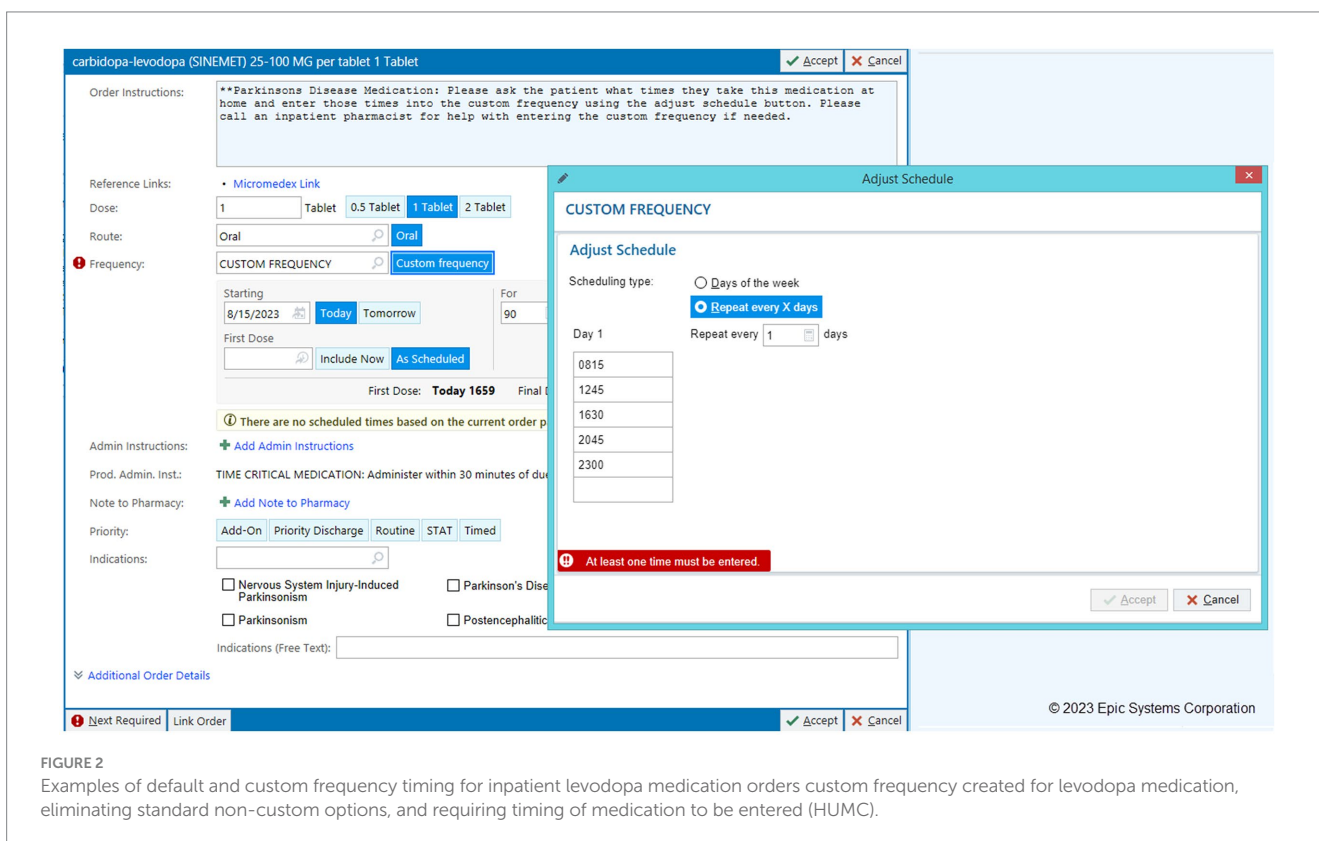 carbidopa-levodopa (SINEMET) 25-100 MG per tablet 1 Tablet
Accept Cancel
Order Instructions:
**Parkinsons Disease Medication: Please ask the patient what times they take this medication at
home and enter those times into the custom frequency using the adjust schedule button. Please
call an inpatient pharmacist for help with entering the custom frequency if needed.
Reference Links: • Micromedex Link
Dose: 1 Tablet 0.5 Tablet 1 Tablet 2 Tablet
Route: Oral Oral
Frequency: CUSTOM FREQUENCY Custom frequency
Starting For
8/15/2023 Today Tomorrow 90
First Dose
Include Now As Scheduled
First Dose: Today 1659 Final
There are no scheduled times based on the current order
Admin Instructions: Add Admin Instructions
Prod. Admin. Inst.: TIME CRITICAL MEDICATION: Administer within 30 minutes of
Note to Pharmacy: Add Note to Pharmacy
Priority: Add-On Priority Discharge Routine STAT Timed
Indications:
Nervous System Injury-Induced
Parkinsonism
Parkinson's
Parkinsonism
Indications (Free Text):
Additional Order Details
Next Required Link Order
Accept Cancel
Adjust Schedule
CUSTOM FREQUENCY
Adjust Schedule
Scheduling type: Days of the week
Repeat every X days
Day 1 Repeat every 1 days
0815
1245
1630
2045
2300
At least one time must be entered.
Accept Cancel
© 2023 Epic Systems Corporation
FIGURE 2
Examples of default and custom frequency timing for inpatient levodopa medication orders custom frequency created for levodopa medication,
eliminating standard non-custom options, and requiring timing of medication to be entered (HUMC).